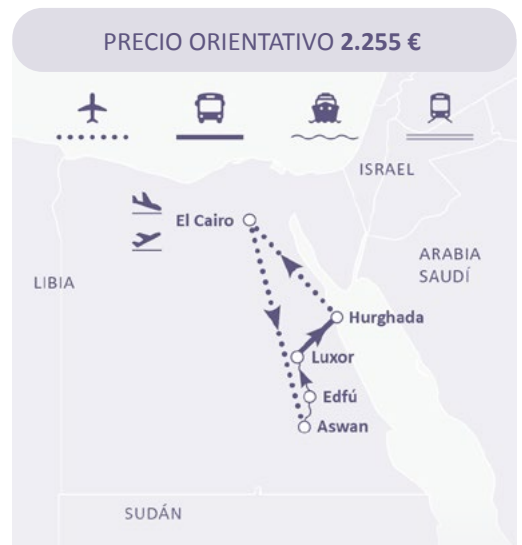 PRECIO ORIENTATIVO 2.255 €
ISRAEL
El Cairo
ARABIA
SAUDÍ
LIBIA
Hurghada
Luxor
Edfú
Aswan
SUDÁN